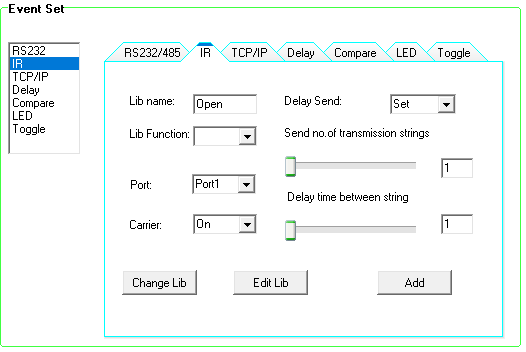 Event Set
RS232
IR
TCP/IP
Delay
Compare
LED
Toggle
RS232/485 IR TCP/IP Delay Compare LED Toggle
Lib name: Open Delay Send: Set
Lib Function: Send no.of transmission strings
1
Port: Port1
Delay time between string
Carrier: On 1
Change Lib Edit Lib Add